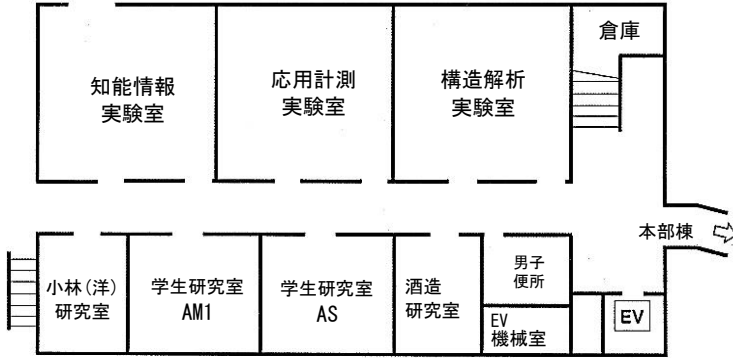 倉庫
知能情報
実験室
応用計測
実験室
構造解析
実験室
本部棟
小林(洋)
研究室
学生研究室
AM1
学生研究室
AS
酒造
研究室
男子
便所
EV
機械室
EV